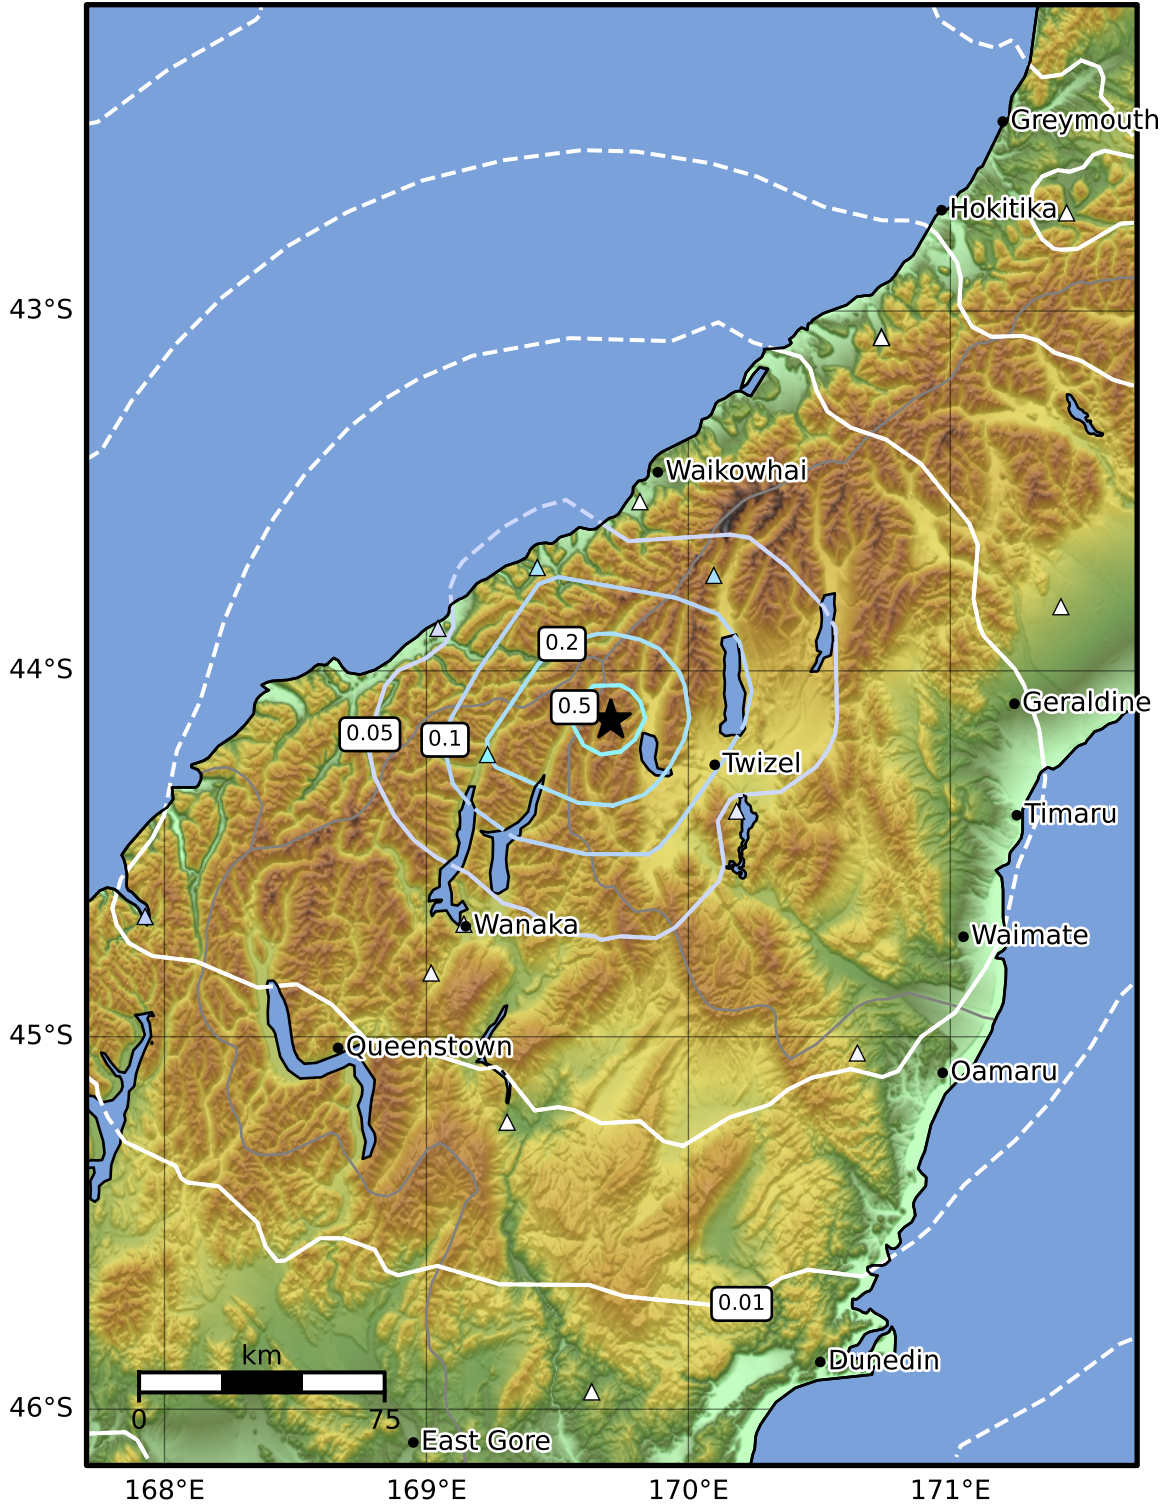 Greymouth
Hokitika
43°S
Waikowhai
0.2
44°S
0.5
Geraldine
0.05
0.1
Twizel
Timaru
Wanaka
Waimate
45°S
Queenstown
Oamaru
0.01
km
Dunedin
46°S
0
75
East Gore
168°E
169°E
170°E
171°E